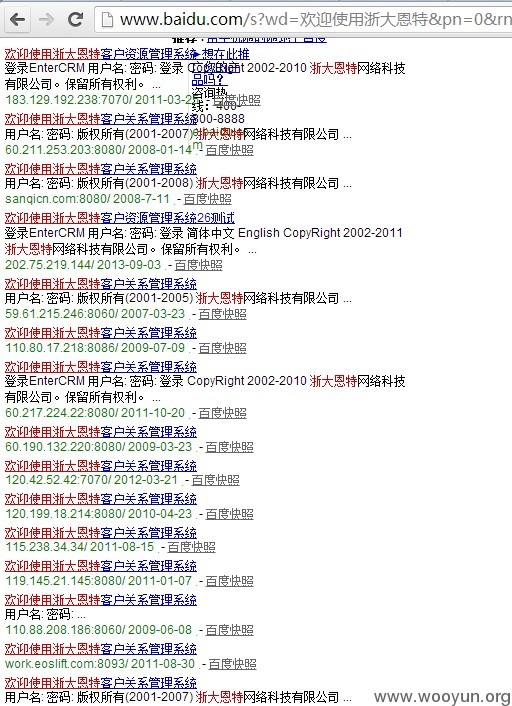 www.baidu.com/s?wd=欢迎使用浙大恩特&pn=0&rn
欢迎使用浙大恩特客户资源管理系统
▸想在此推
登录EnterCRM 用户名: 密码: 登录 CopyRight 2002-2010 浙大恩特网络科技
品吗?
有限公司。保留所有权利。 ...
咨询热
183.129.192.238:7070/ 2011-03-2 - 百度快照
线: 400-
欢迎使用浙大恩特客户关系管理系统
800-8888
用户名: 密码: 版权所有(2001-2007) 浙大恩特网络科技有限公司 ...
60.211.253.203:8080/ 2008-01-14 - 百度快照
欢迎使用浙大恩特客户关系管理系统
用户名: 密码: 版权所有(2001-2008) 浙大恩特网络科技有限公司 ...
sanqicn.com:8080/ 2008-7-11 - 百度快照
欢迎使用浙大恩特客户资源管理系统26测试
登录EnterCRM 用户名: 密码: 登录 简体中文 English CopyRight 2002-2011
浙大恩特网络科技有限公司。保留所有权利。 ...
202.75.219.144/ 2013-09-03 - 百度快照
欢迎使用浙大恩特客户关系管理系统
用户名: 密码: 版权所有(2001-2005) 浙大恩特网络科技有限公司 ...
59.61.215.246:8060/ 2007-03-23 - 百度快照
欢迎使用浙大恩特客户关系管理系统
110.80.17.218:8086/ 2009-07-09 - 百度快照
欢迎使用浙大恩特客户关系管理系统
登录EnterCRM 用户名: 密码: 登录 CopyRight 2002-2010 浙大恩特网络科技
有限公司。保留所有权利。 ...
60.217.224.22:8080/ 2011-10-20 - 百度快照
欢迎使用浙大恩特客户关系管理系统
60.190.132.220:8080/ 2009-03-23 - 百度快照
欢迎使用浙大恩特客户关系管理系统
120.42.52.42:7070/ 2012-03-21 - 百度快照
欢迎使用浙大恩特客户关系管理系统
120.199.18.214:8080/ 2010-04-23 - 百度快照
欢迎使用浙大恩特客户关系管理系统
115.238.34.34/ 2011-08-15 - 百度快照
欢迎使用浙大恩特客户关系管理系统
119.145.21.145:8080/ 2011-01-07 - 百度快照
欢迎使用浙大恩特客户关系管理系统
用户名: 密码: ...
110.88.208.186:8060/ 2009-06-08 - 百度快照
欢迎使用浙大恩特客户关系管理系统
work.eoslift.com:8093/ 2011-08-30 - 百度快照
欢迎使用浙大恩特客户关系管理系统
用户名: 密码: 版权所有(2001-2007) 浙大恩特网络科技有限公司 ...
www.wooyun.org